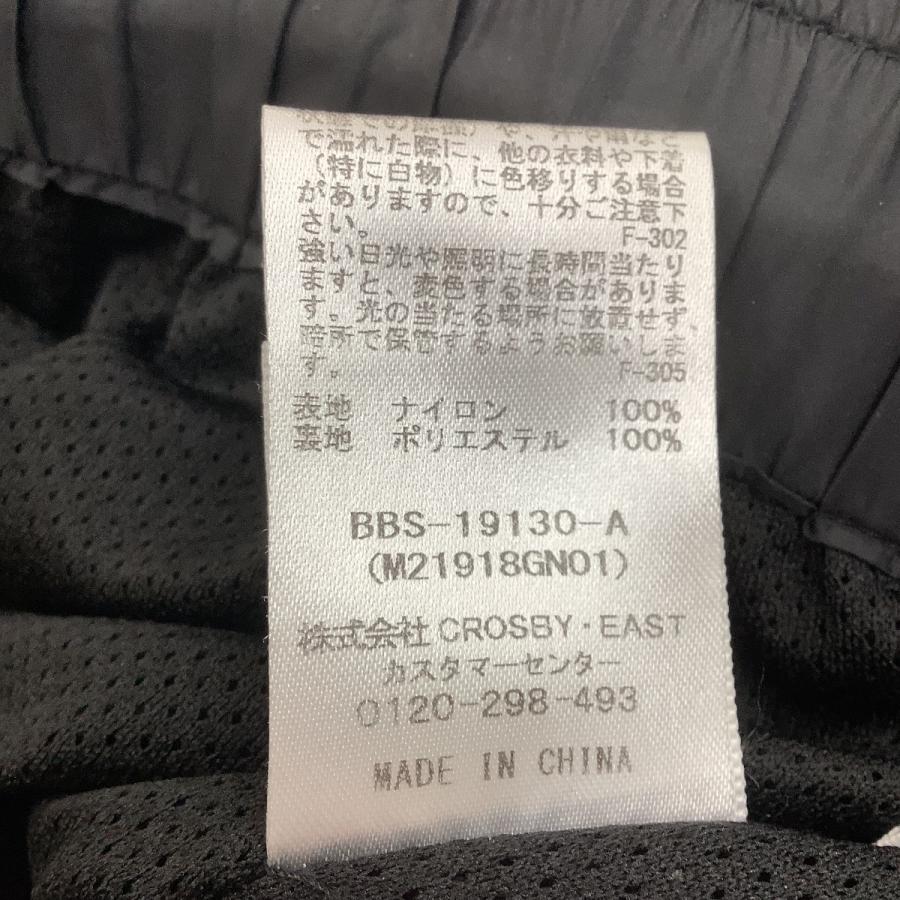 で濡れた際に、他の衣料や下着
(特に白物)に色移りする場合
がありますので、十分ご注意下
さい。
F-302
強い日光や照明に長時間当たり
ますと、変色する場合がありま
す。光の当たる場所に放置せず、
暗所で保管するようお願いしま
す。
F-305
表地 ナイロン 100%
裏地 ポリエステル 100%
BBS-19130-A
(M21918GN01)
株式会社 CROSBY・EAST
カスタマーセンター
0120-298-493
MADE IN CHINA